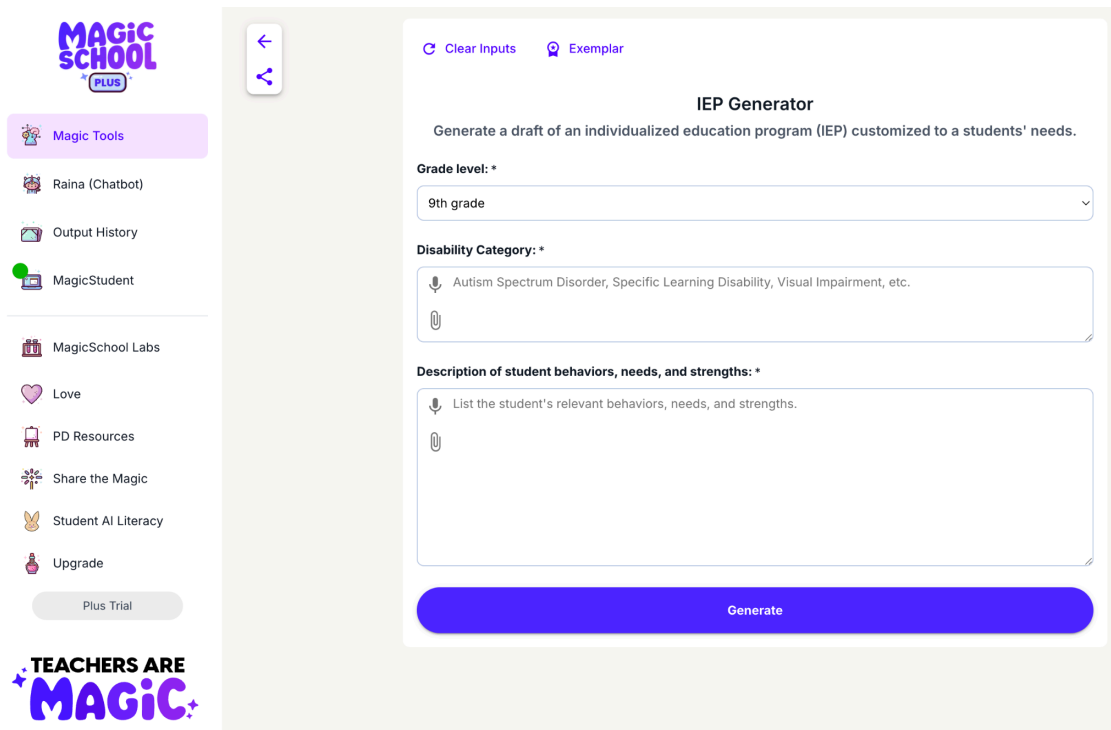 MAGiC
SCHOOL
PLUS
Magic Tools
Raina (Chatbot)
Output History
MagicStudent
MagicSchool Labs
Love
PD Resources
Share the Magic
Student AI Literacy
Upgrade
Plus Trial
TEACHERS ARE
MAGiC
Clear Inputs
Exemplar
IEP Generator
Generate a draft of an individualized education program (IEP) customized to a students' needs.
Grade level: *
9th grade
Disability Category: *
Autism Spectrum Disorder, Specific Learning Disability, Visual Impairment, etc.
Description of student behaviors, needs, and strengths: *
List the student's relevant behaviors, needs, and strengths.
Generate